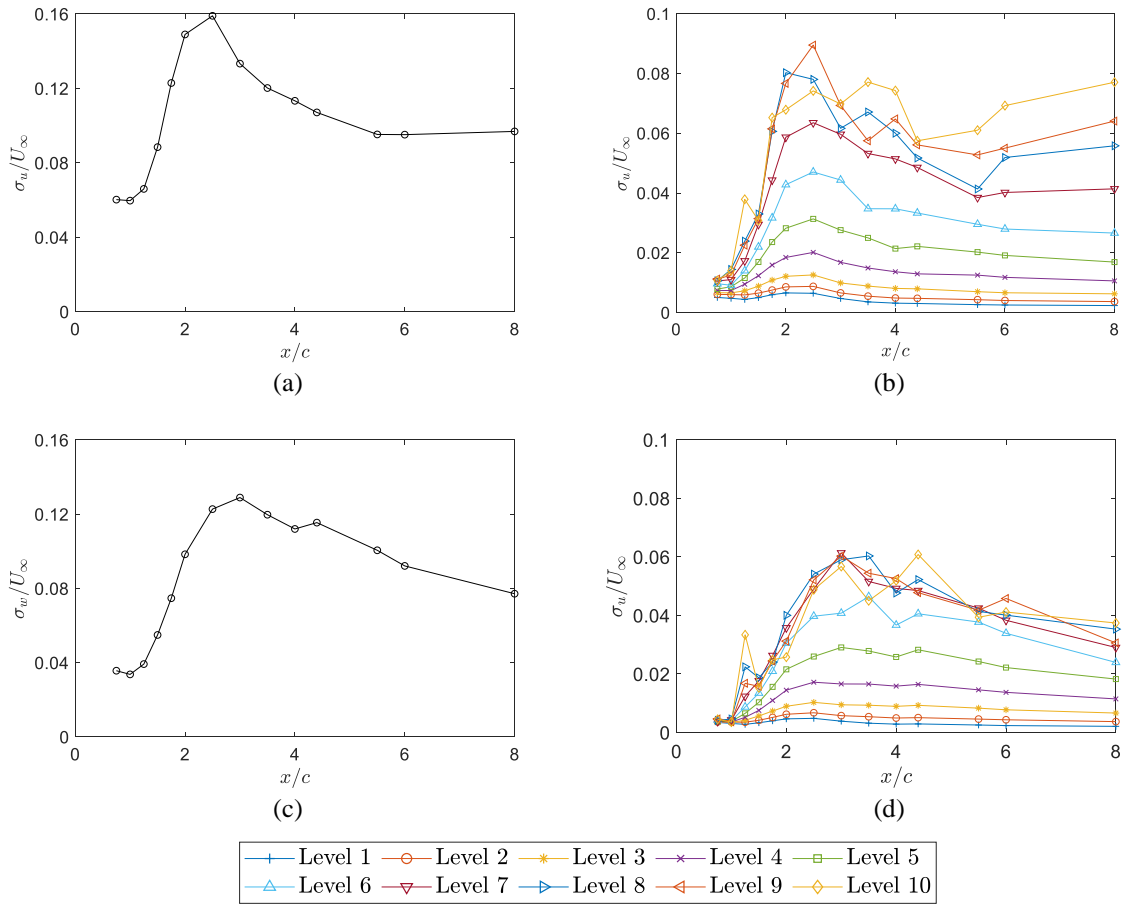 0.16
0.12
0.08
0.04
0
σ_u/U_∞
0 2 4 6 8
x/c
(a)
0.1
0.08
0.06
0.04
0.02
0
σ_u/U_∞
0 2 4 6 8
x/c
(b)
0.16
0.12
0.08
0.04
0
σ_w/U_∞
0 2 4 6 8
x/c
(c)
0.1
0.08
0.06
0.04
0.02
0
σ_u/U_∞
0 2 4 6 8
x/c
(d)
Level 1 Level 2 Level 3 Level 4 Level 5
Level 6 Level 7 Level 8 Level 9 Level 10